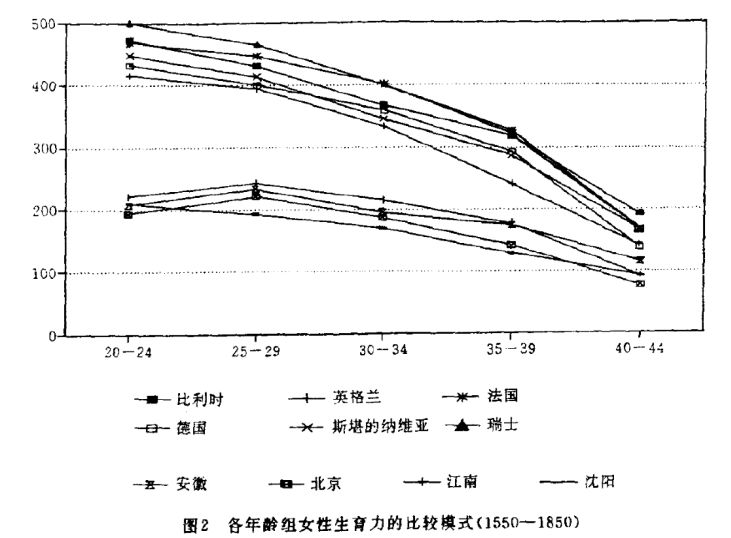 500
400
300
200
100
0
20—24 25—29 30—34 35—39 40—44
比利时 英格兰 法国
德国 斯堪的纳维亚 瑞士
安徽 北京 江南 沈阳
图2 各年龄组女性生育力的比较模式(1550—1850)